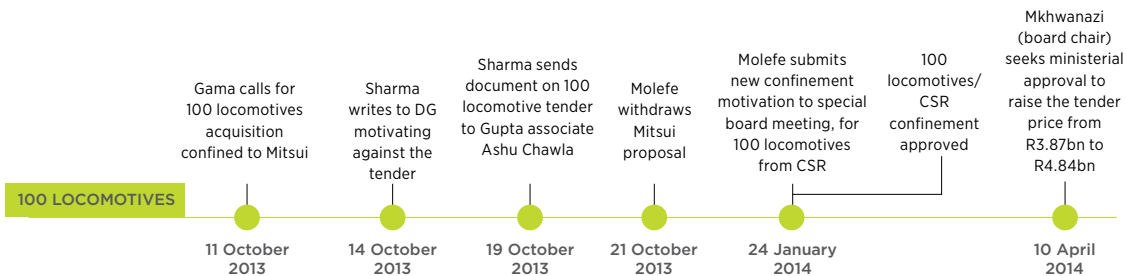 Gama calls for
100 locomotives
acquisition
confined to Mitsui
Sharma
writes to DG
motivating
against the
tender
Sharma sends
document on 100
locomotive tender
to Gupta associate
Ashu Chawla
Molefe
withdraws
Mitsui
proposal
Molefe submits
new confinement
motivation to special
board meeting, for
100 locomotives
from CSR
100
locomotives/
CSR
confinement
approved
Mkhwanazi
(board chair)
seeks ministerial
approval to
raise the tender
price from
R3.87bn to
R4.84bn
100 LOCOMOTIVES
11 October
2013
14 October
2013
19 October
2013
21 October
2013
24 January
2014
10 April
2014